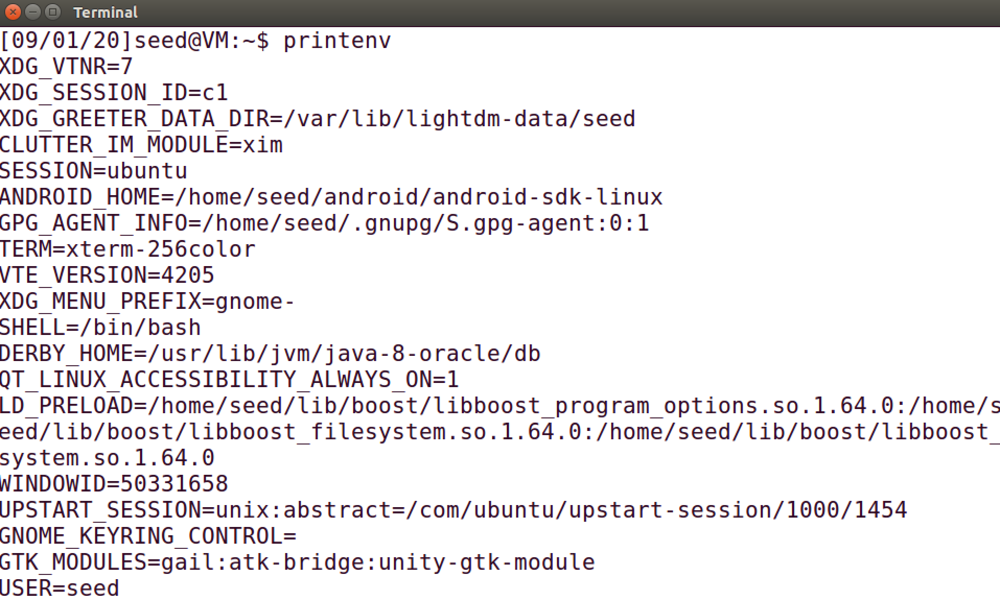 Terminal
[09/01/20]seed@VM:~$ printenv
XDG_VTNR=7
XDG_SESSION_ID=c1
XDG_GREETER_DATA_DIR=/var/lib/lightdm-data/seed
CLUTTER_IM_MODULE=xim
SESSION=ubuntu
ANDROID_HOME=/home/seed/android/android-sdk-linux
GPG_AGENT_INFO=/home/seed/.gnupg/S.gpg-agent:0:1
TERM=xterm-256color
VTE_VERSION=4205
XDG_MENU_PREFIX=gnome-
SHELL=/bin/bash
DERBY_HOME=/usr/lib/jvm/java-8-oracle/db
QT_LINUX_ACCESSIBILITY_ALWAYS_ON=1
LD_PRELOAD=/home/seed/lib/boost/libboost_program_options.so.1.64.0:/home/s
eed/lib/boost/libboost_filesystem.so.1.64.0:/home/seed/lib/boost/libboost_
system.so.1.64.0
WINDOWID=50331658
UPSTART_SESSION=unix:abstract=/com/ubuntu/upstart-session/1000/1454
GNOME_KEYRING_CONTROL=
GTK_MODULES=gail:atk-bridge:unity-gtk-module
USER=seed